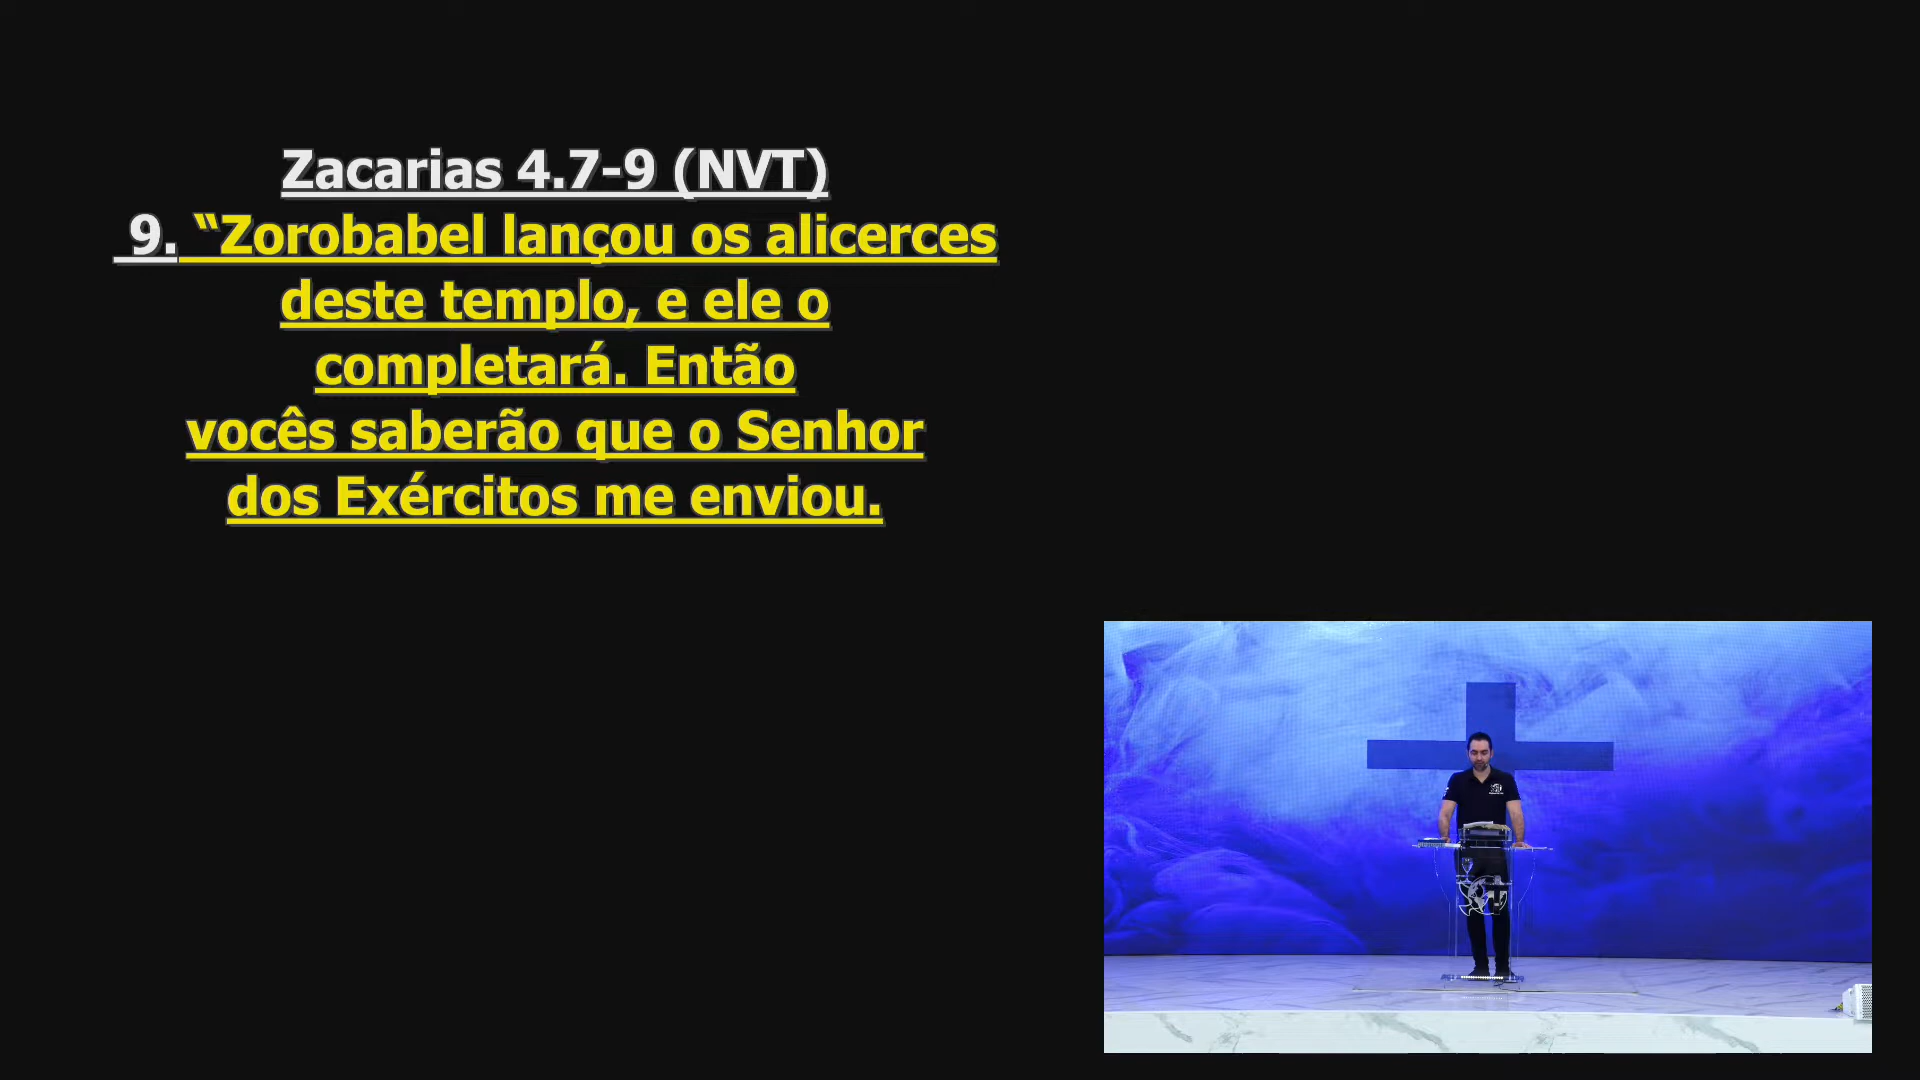 Zacarias 4.7-9 (NVT)
9. “Zorobabel lançou os alicerces
deste templo, e ele o
completará. Então
vocês saberão que o Senhor
dos Exércitos me enviou.